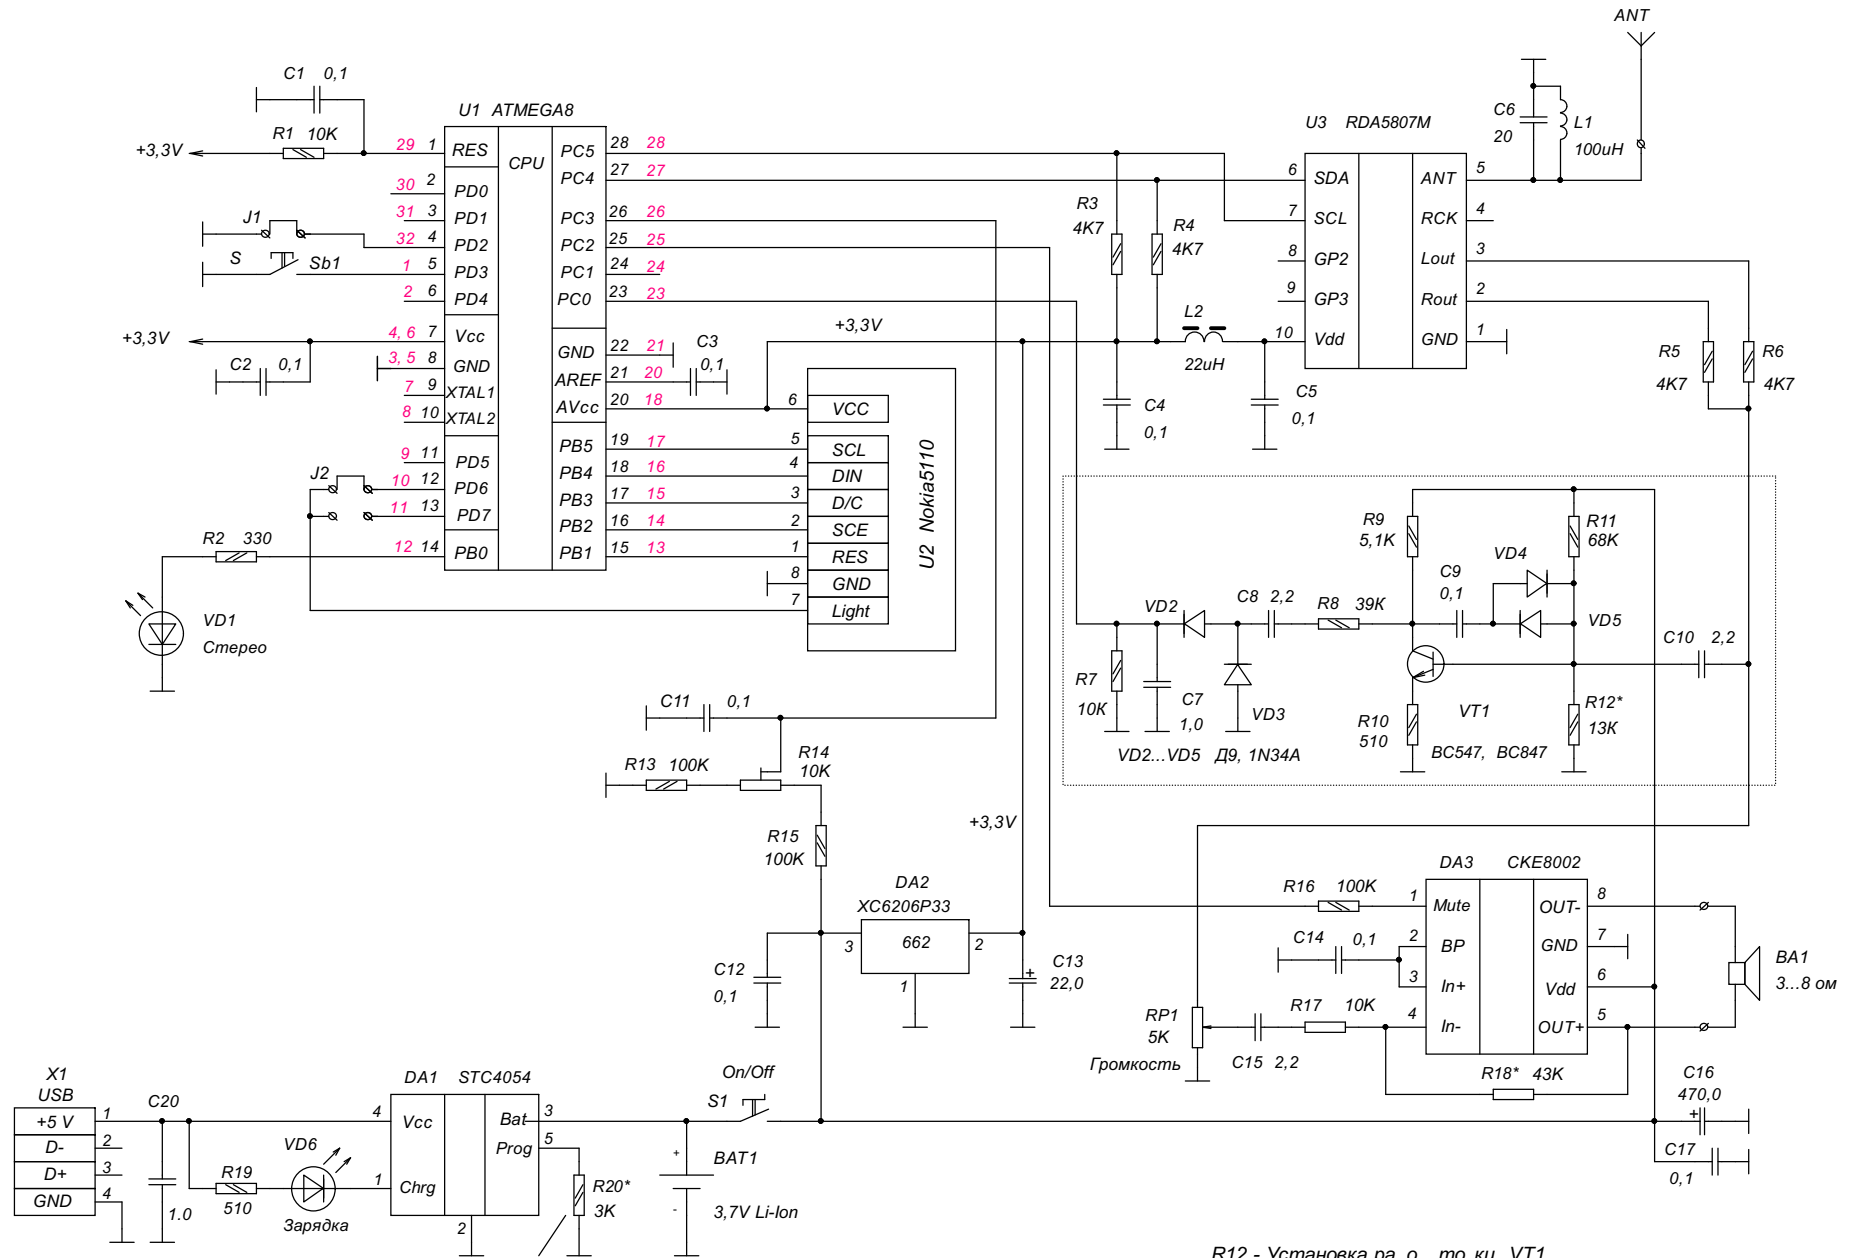 ANT
C1 0,1
U1 ATMEGA8
R1 10K
+3,3V
29 1 RES
CPU
30 2 PD0
31 3 PD1
J1
32 4 PD2
S Sb1
1 5 PD3
2 6 PD4
+3,3V
4, 6 7 Vcc
3, 5 8 GND
C2 0,1
7 9 XTAL1
8 10 XTAL2
9 11 PD5
J2
10 12 PD6
11 13 PD7
R2 330
12 14 PB0
VD1
Стерео
PC5 28 28
PC4 27 27
PC3 26 26
PC2 25 25
PC1 24 24
PC0 23 23
GND 22 21
AREF 21 20
AVcc 20 18
PB5 19 17
PB4 18 16
PB3 17 15
PB2 16 14
PB1 15 13
C3
0,1
+3,3V
6 VCC
5 SCL
4 DIN
3 D/C
2 SCE
1 RES
8 GND
7 Light
U2 Nokia5110
R3
4K7
R4
4K7
L2
22uH
C4
0,1
C5
0,1
U3 RDA5807M
6 SDA
7 SCL
8 GP2
9 GP3
10 Vdd
ANT 5
RCK 4
Lout 3
Rout 2
GND 1
C6
20
L1
100uH
R5
4K7
R6
4K7
R9
5,1K
R11
68K
VD4
C9
0,1
VD5
VD2
C8 2,2
R8 39К
C10 2,2
R7
10К
C7
1,0
VD3
VT1
R10
510
R12*
13К
BC547, BC847
VD2...VD5 Д9, 1N34A
C11 0,1
R13 100K
R14
10K
R15
100K
+3,3V
DA2
XC6206P33
662
3
2
1
C12
0,1
C13
+
22,0
DA3 CKE8002
R16 100K
1 Mute
2 BP
3 In+
4 In-
OUT- 8
GND 7
Vdd 6
OUT+ 5
C14 0,1
BA1
3...8 ом
RP1
5K
Громкость
R17 10K
C15 2,2
R18* 43K
C16
470,0
+
C17
0,1
X1
USB
+5 V 1
D- 2
D+ 3
GND 4
C20
1.0
R19
510
VD6
Зарядка
DA1 STC4054
4 Vcc
1 Chrg
Bat 3
Prog 5
2
R20*
3K
On/Off
S1
+
BAT1
-
3,7V Li-Ion
R12 - Установка VT1